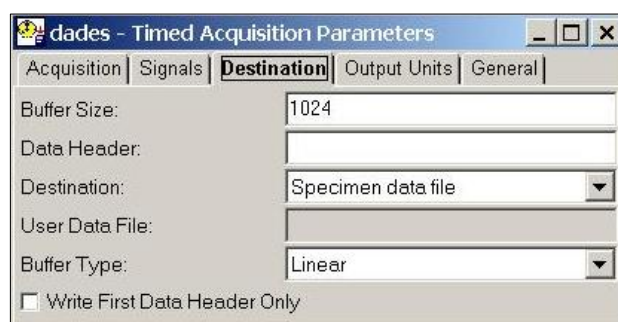 dades - Timed Acquisition Parameters
Acquisition Signals Destination Output Units General
Buffer Size: 1024
Data Header:
Destination: Specimen data file
User Data File:
Buffer Type: Linear
Write First Data Header Only